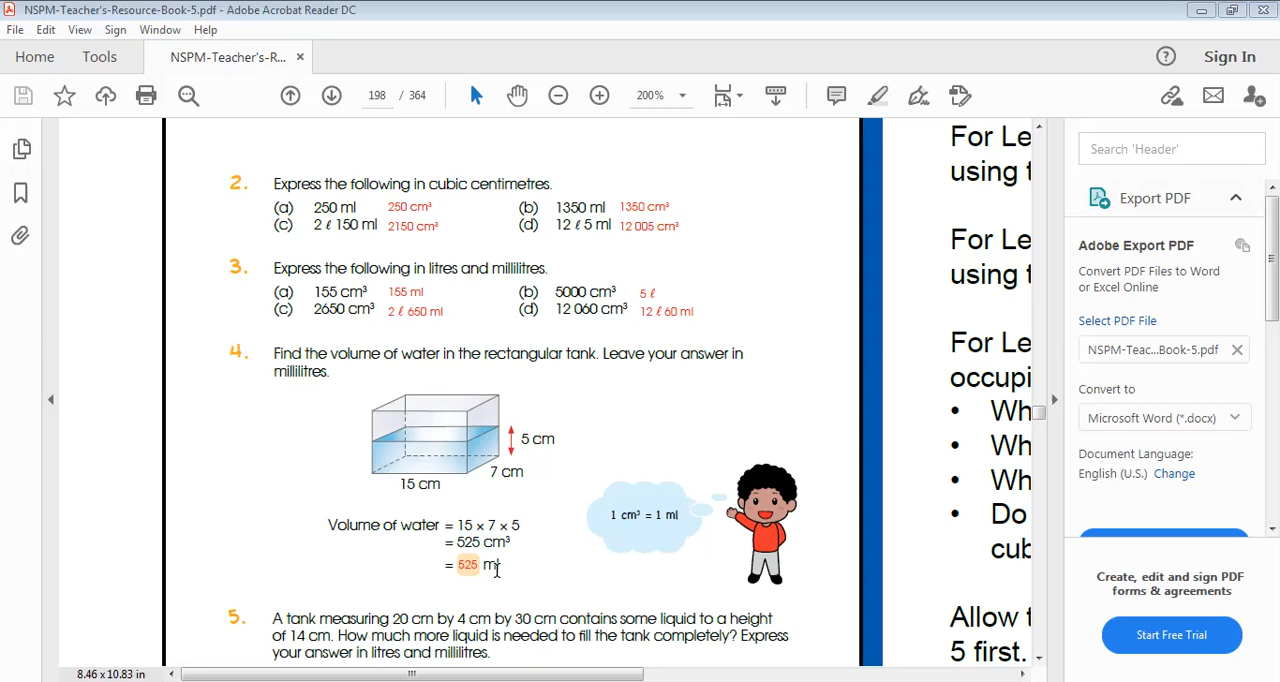 NSPM-Teacher's-Resource-Book-5.pdf - Adobe Acrobat Reader DC
File Edit View Sign Window Help
Home Tools NSPM-Teacher's-R... × Sign In
198 / 364 200%
2. Express the following in cubic centimetres.
(a) 250 ml 250 cm³ (b) 1350 ml 1350 cm³
(c) 2 ℓ 150 ml 2150 cm³ (d) 12 ℓ 5 ml 12 005 cm³
3. Express the following in litres and millilitres.
(a) 155 cm³ 155 ml (b) 5000 cm³ 5 ℓ
(c) 2650 cm³ 2 ℓ 650 ml (d) 12 060 cm³ 12 ℓ 60 ml
4. Find the volume of water in the rectangular tank. Leave your answer in
millilitres.
5 cm
7 cm
15 cm
Volume of water = 15 × 7 × 5
= 525 cm³
= 525 ml
1 cm³ = 1 ml
5. A tank measuring 20 cm by 4 cm by 30 cm contains some liquid to a height
of 14 cm. How much more liquid is needed to fill the tank completely? Express
your answer in litres and millilitres.
8.46 x 10.83 in
For Le
using t
For Le
using t
For Le
occupi
• Wh
• Wh
• Wh
• Do
cub
Allow t
5 first.
Search 'Header'
Export PDF
Adobe Export PDF
Convert PDF Files to Word
or Excel Online
Select PDF File
NSPM-Teac...Book-5.pdf
Convert to
Microsoft Word (*.docx)
Document Language:
English (U.S.) Change
Create, edit and sign PDF
forms & agreements
Start Free Trial